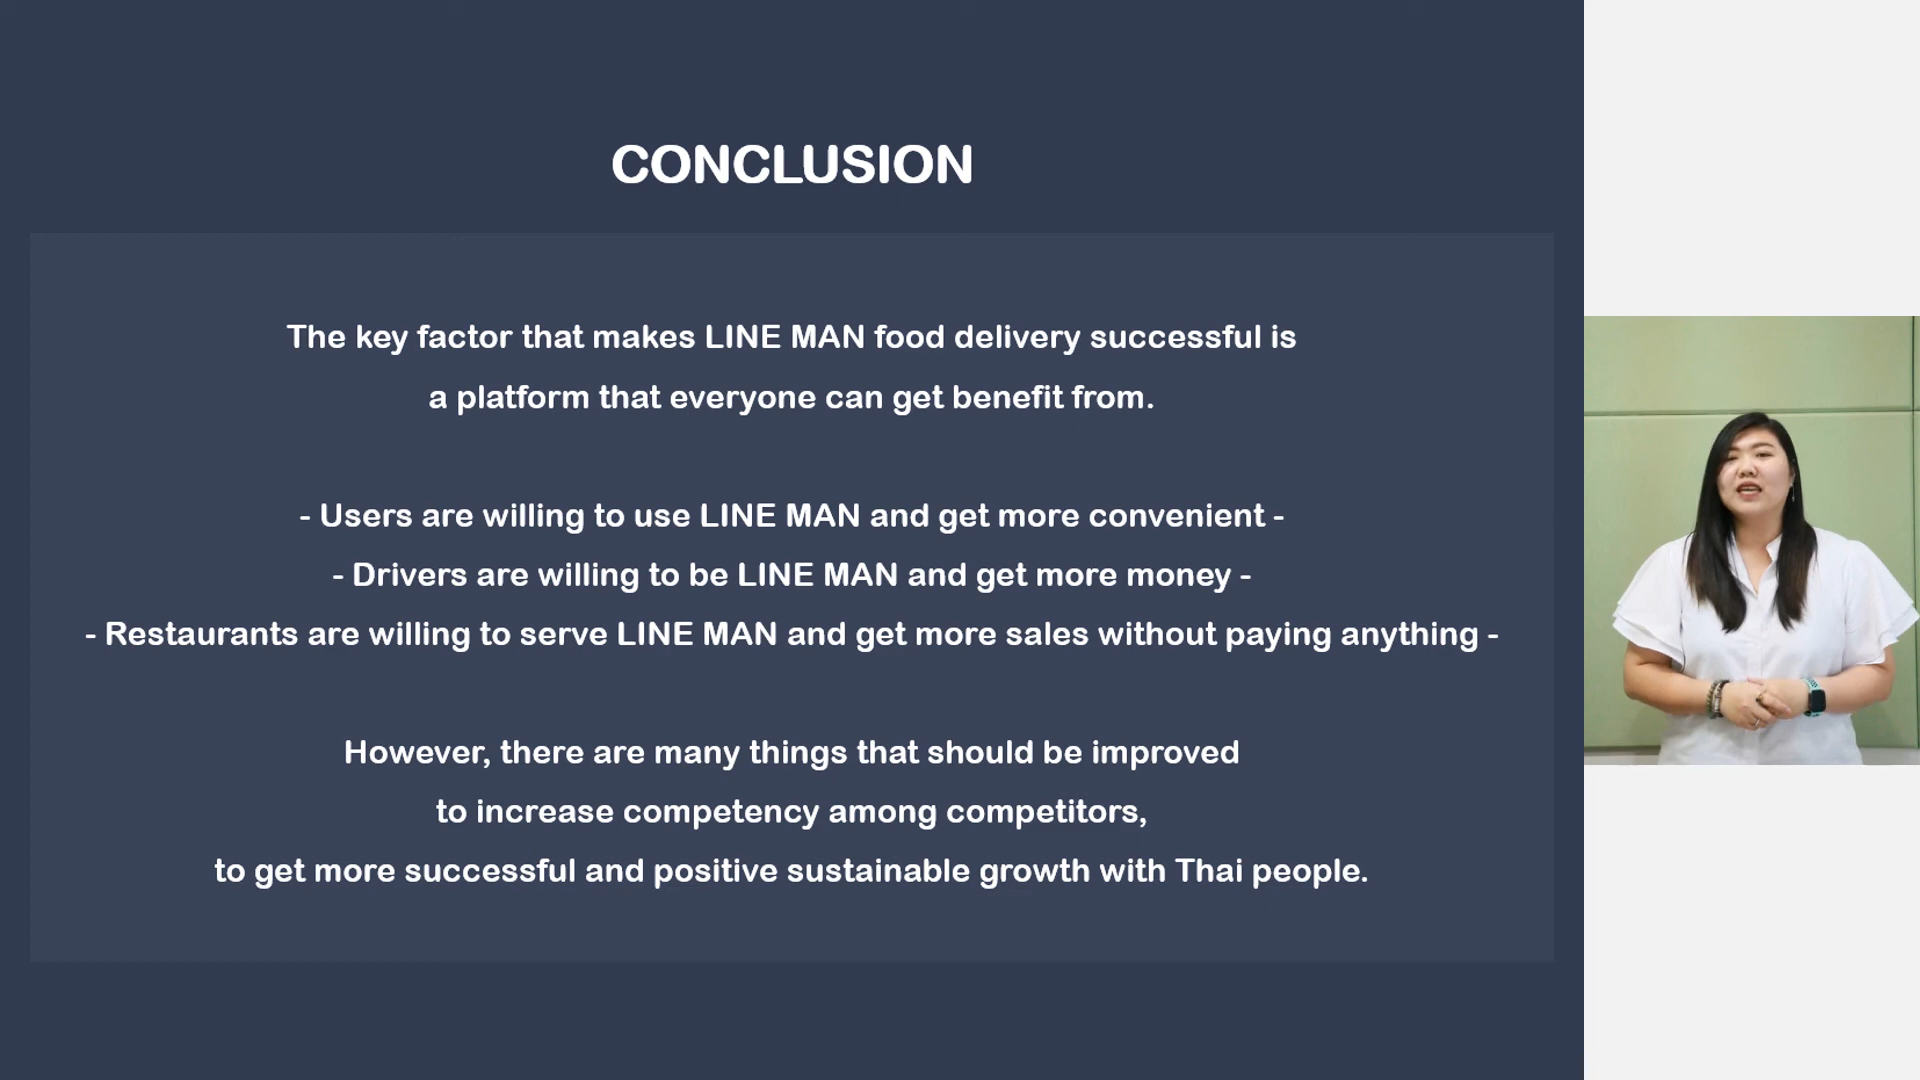 CONCLUSION
The key factor that makes LINE MAN food delivery successful is
a platform that everyone can get benefit from.
- Users are willing to use LINE MAN and get more convenient -
- Drivers are willing to be LINE MAN and get more money -
- Restaurants are willing to serve LINE MAN and get more sales without paying anything -
However, there are many things that should be improved
to increase competency among competitors,
to get more successful and positive sustainable growth with Thai people.